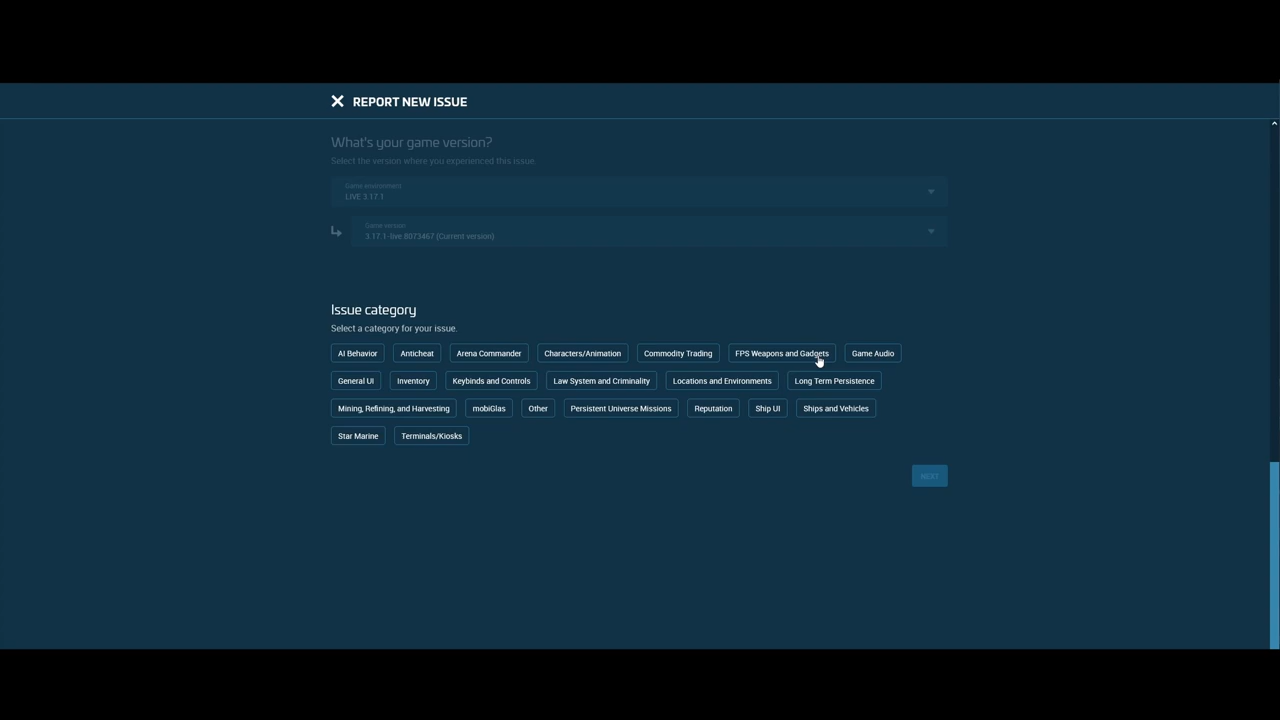 REPORT NEW ISSUE
What's your game version?
Select the version where you experienced this issue.
Game environment
LIVE 3.17.1
Game version
3.17.1-live.8073467 (Current version)
Issue category
Select a category for your issue.
AI Behavior Anticheat Arena Commander Characters/Animation Commodity Trading FPS Weapons and Gadgets Game Audio
General UI Inventory Keybinds and Controls Law System and Criminality Locations and Environments Long Term Persistence
Mining, Refining, and Harvesting mobiGlas Other Persistent Universe Missions Reputation Ship UI Ships and Vehicles
Star Marine Terminals/Kiosks
NEXT